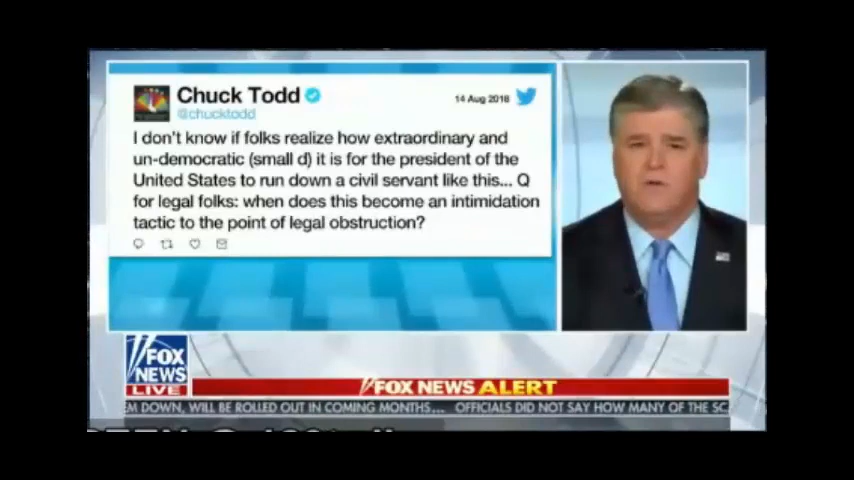 Chuck Todd
@chucktodd
14 Aug 2018
I don't know if folks realize how extraordinary and
un-democratic (small d) it is for the president of the
United States to run down a civil servant like this... Q
for legal folks: when does this become an intimidation
tactic to the point of legal obstruction?
FOX
NEWS
LIVE
FOX NEWS ALERT
EM DOWN, WILL BE ROLLED OUT IN COMING MONTHS... OFFICIALS DID NOT SAY HOW MANY OF THE SC